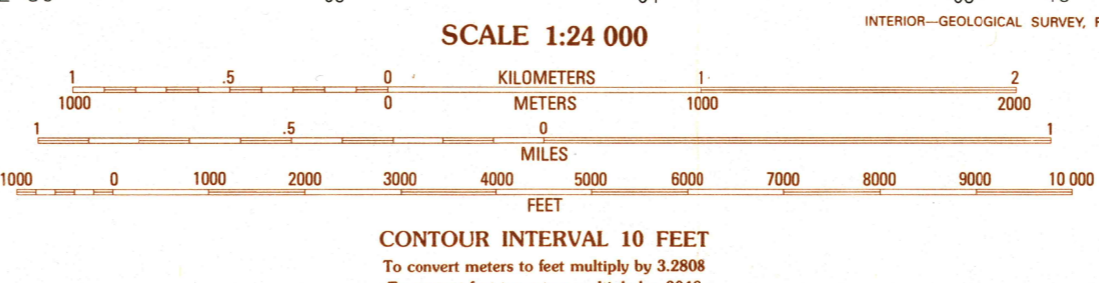 INTERIOR—GEOLOGICAL SURVEY,
SCALE 1:24 000
1 .5 0 KILOMETERS 1 2
1000 0 METERS 1000 2000
1 .5 0 1
MILES
1000 0 1000 2000 3000 4000 5000 6000 7000 8000 9000 10 000
FEET
CONTOUR INTERVAL 10 FEET
To convert meters to feet multiply by 3.2808